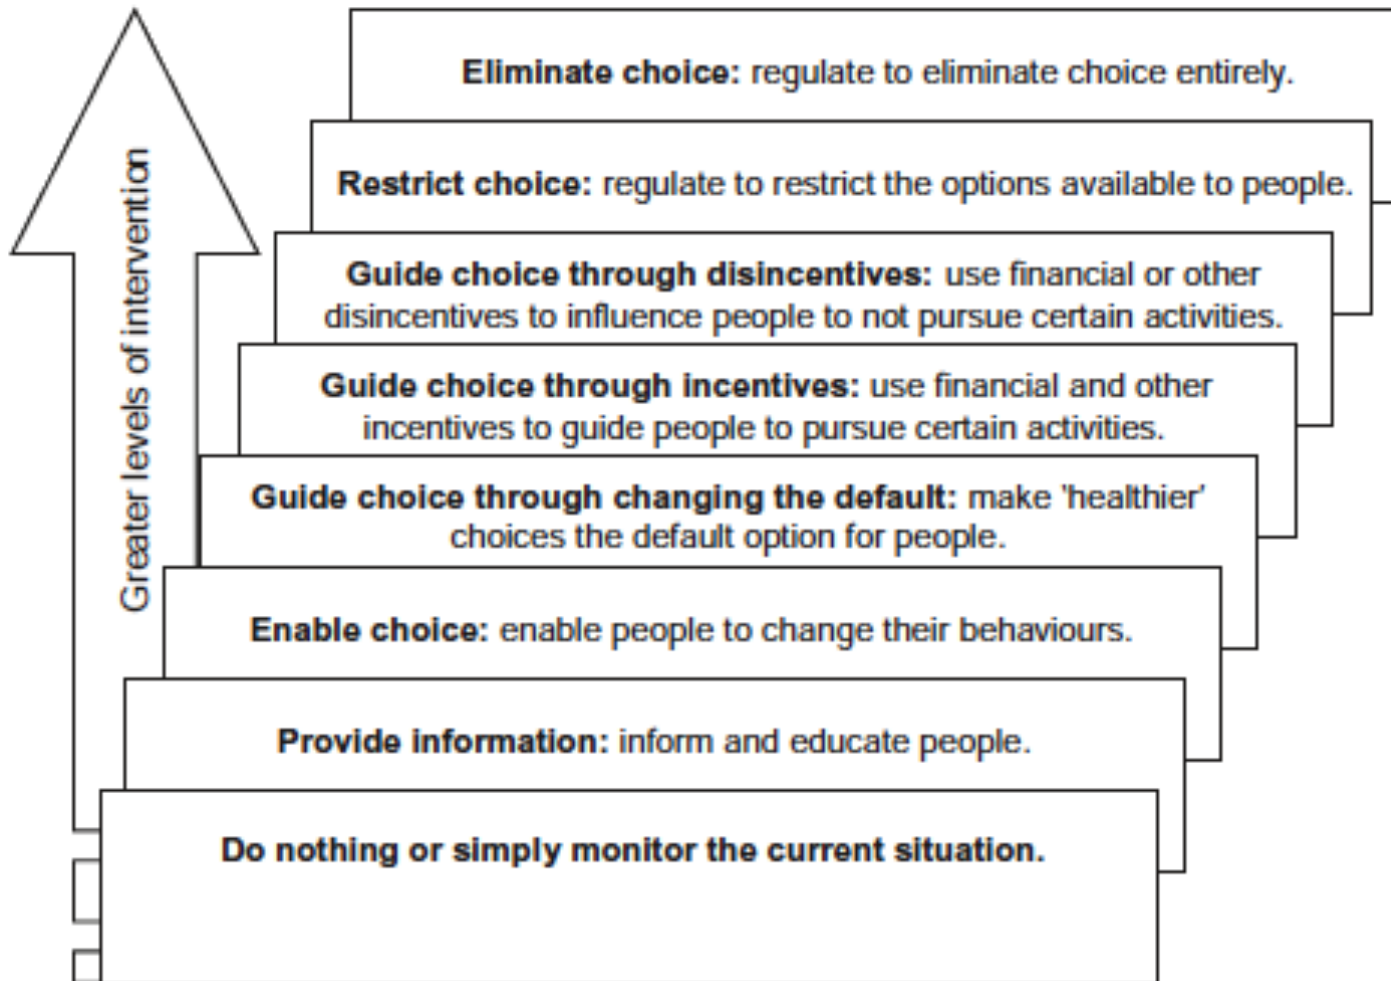 Eliminate choice: regulate to eliminate choice entirely.
Restrict choice: regulate to restrict the options available to people.
Guide choice through disincentives: use financial or other
disincentives to influence people to not pursue certain activities.
Guide choice through incentives: use financial and other
incentives to guide people to pursue certain activities.
Guide choice through changing the default: make 'healthier'
choices the default option for people.
Enable choice: enable people to change their behaviours.
Provide information: inform and educate people.
Do nothing or simply monitor the current situation.
Greater levels of intervention